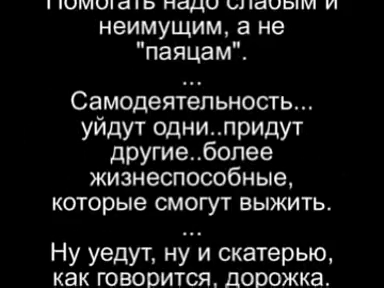 Помогать надо слабым и
неимущим, а не
"паяцам".
...
Самодеятельность...
уйдут одни..придут
другие..более
жизнеспособные,
которые смогут выжить.
...
Ну уедут, ну и скатерью,
как говорится, дорожка.